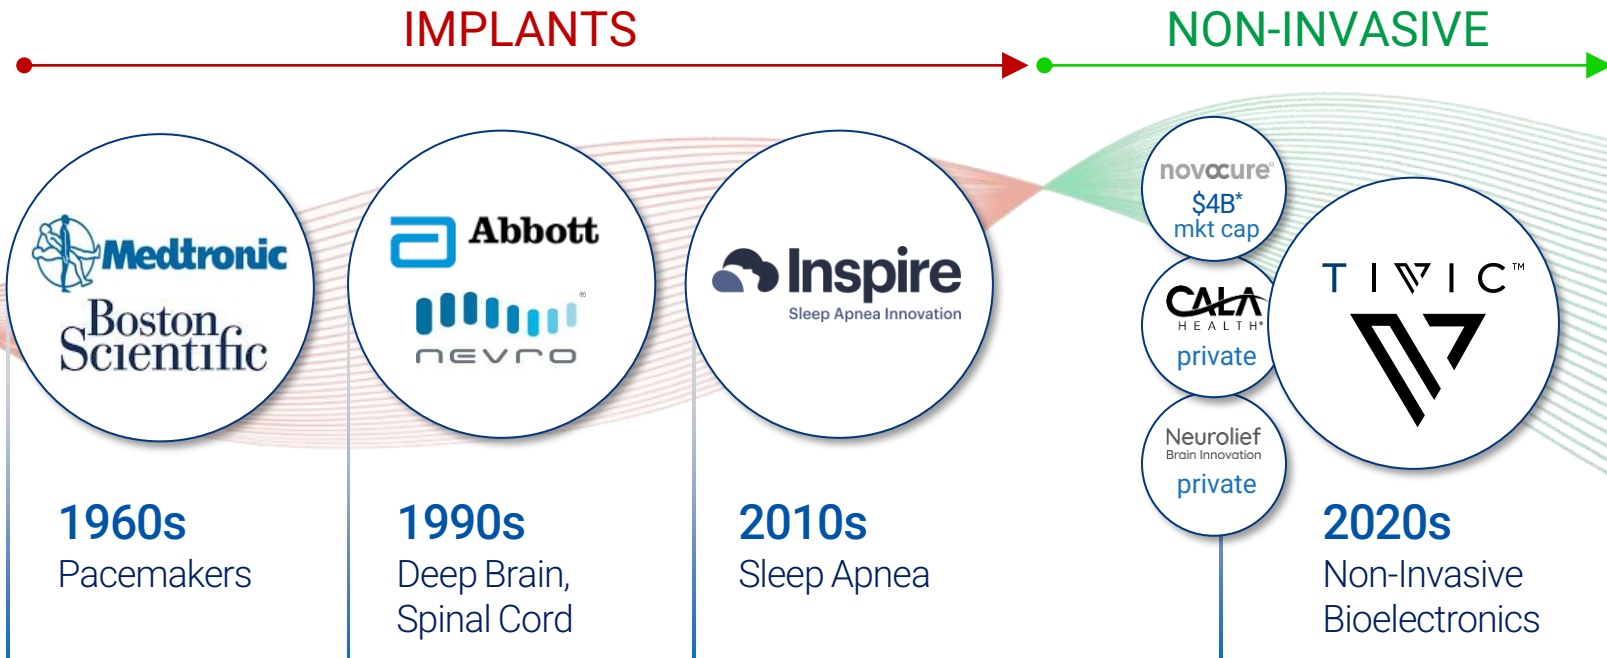 IMPLANTS
NON-INVASIVE
Medtronic
Boston
Scientific
1960s
Pacemakers
Abbott
nevro®
1990s
Deep Brain,
Spinal Cord
Inspire
Sleep Apnea Innovation
2010s
Sleep Apnea
novocure®
$4B*
mkt cap
CALA
HEALTH®
private
Neurolief
Brain Innovation
private
TIVIC™
2020s
Non-Invasive
Bioelectronics